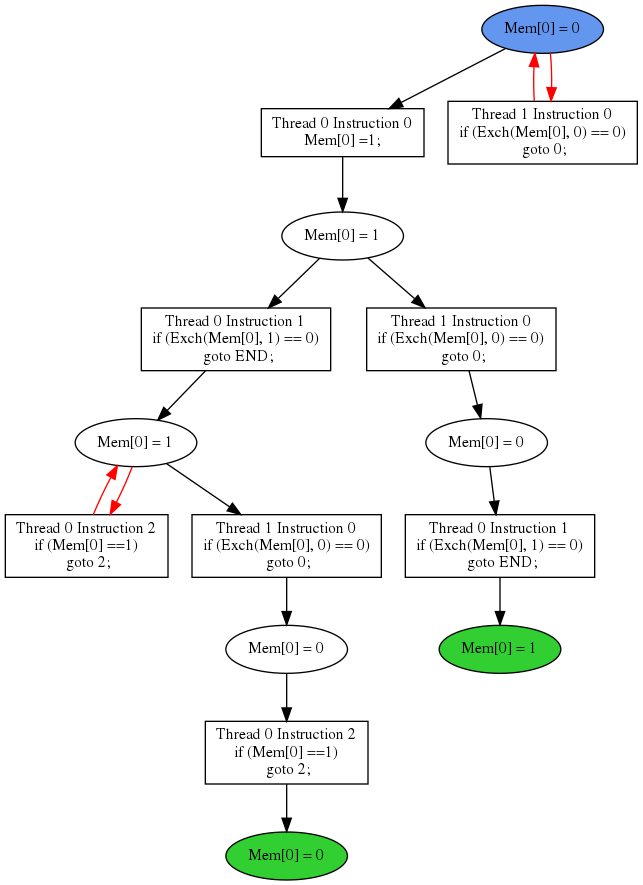 Mem[0] = 0
Thread 0 Instruction 0
Mem[0] =1;
Thread 1 Instruction 0
if (Exch(Mem[0], 0) == 0)
goto 0;
Mem[0] = 1
Thread 0 Instruction 1
if (Exch(Mem[0], 1) == 0)
goto END;
Thread 1 Instruction 0
if (Exch(Mem[0], 0) == 0)
goto 0;
Mem[0] = 1
Mem[0] = 0
Thread 0 Instruction 2
if (Mem[0] ==1)
goto 2;
Thread 1 Instruction 0
if (Exch(Mem[0], 0) == 0)
goto 0;
Thread 0 Instruction 1
if (Exch(Mem[0], 1) == 0)
goto END;
Mem[0] = 0
Mem[0] = 1
Thread 0 Instruction 2
if (Mem[0] ==1)
goto 2;
Mem[0] = 0